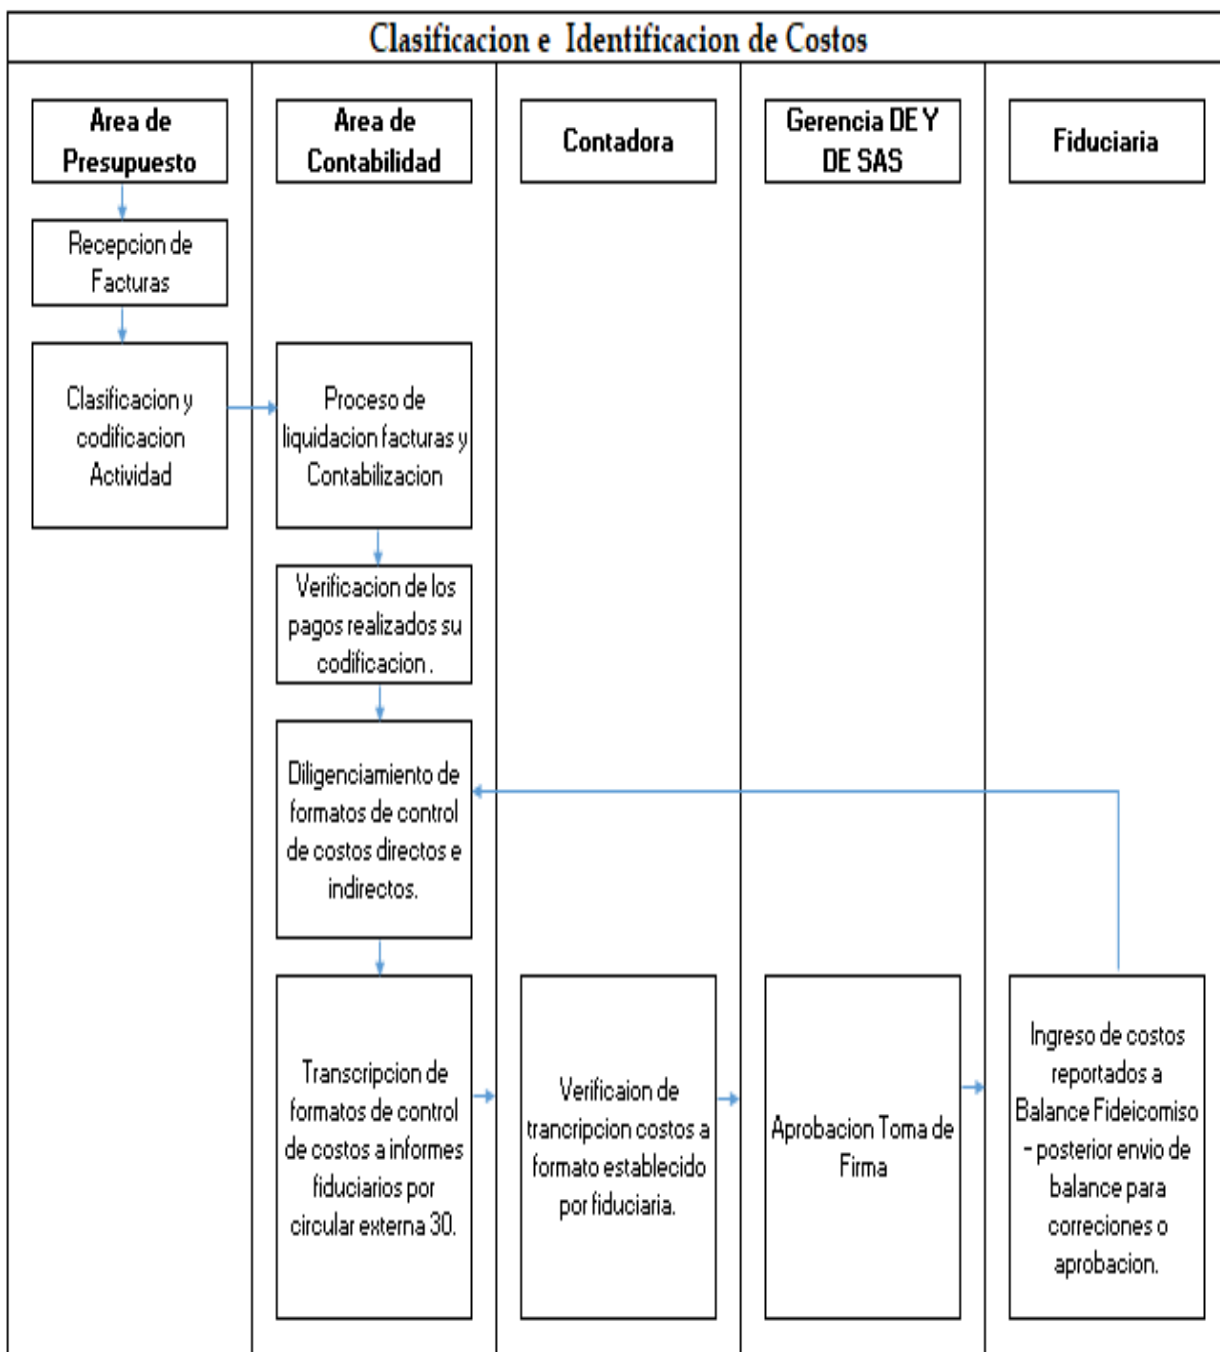 Clasificacion e Identificacion de Costos
Area de
Presupuesto
Area de
Contabilidad
Contadora
Gerencia DE Y
DE SAS
Fiduciaria
Recepcion de
Facturas
Clasificacion y
codificacion
Actividad
Proceso de
liquidacion facturas y
Contabilizacion
Verificacion de los
pagos realizados su
codificacion .
Diligenciamiento de
formatos de control
de costos directos e
indirectos.
Transcripcion de
formatos de control
de costos a informes
fiduciarios por
circular externa 30.
Verificaion de
trancripcion costos a
formato establecido
por fiduciaria.
Aprobacion Toma de
Firma
Ingreso de costos
reportados a
Balance Fideicomiso
– posterior envio de
balance para
correciones o
aprobacion.